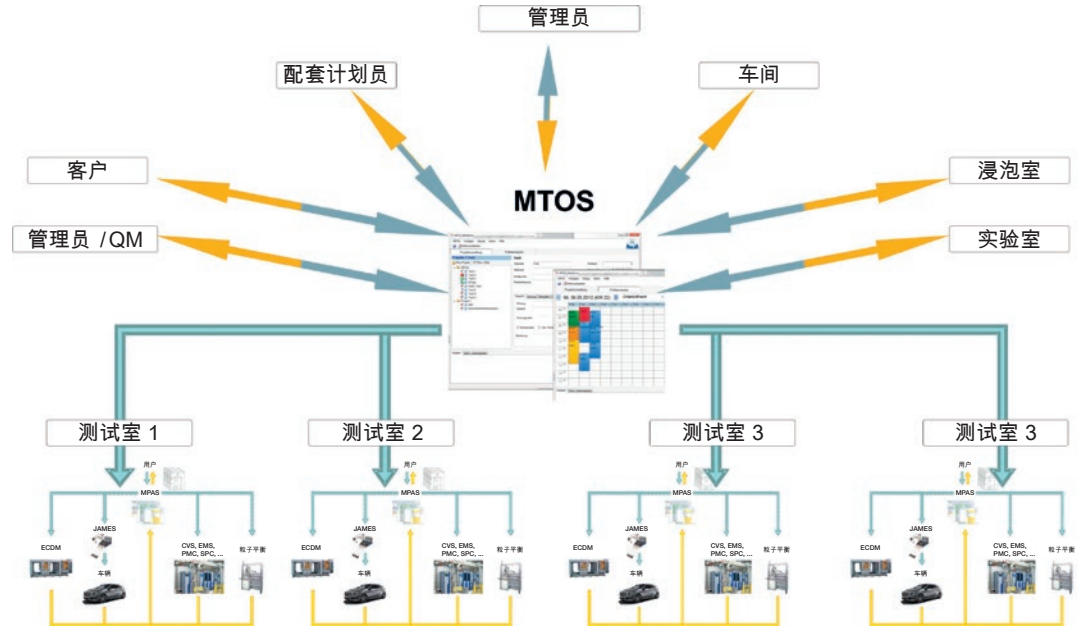 管理员
配套计划员
车间
客户
浸泡室
MTOS
管理员 /QM
实验室
测试室 1
测试室 2
测试室 3
测试室 3
用户
MPAS
JAMES
ECDM
CVS, EMS,
PMC, SPC, ...
粒子平衡
车辆
用户
MPAS
JAMES
ECDM
CVS, EMS,
PMC, SPC, ...
粒子平衡
车辆
用户
MPAS
JAMES
ECDM
CVS, EMS,
PMC, SPC, ...
粒子平衡
车辆
用户
MPAS
JAMES
ECDM
CVS, EMS,
PMC, SPC, ...
粒子平衡
车辆